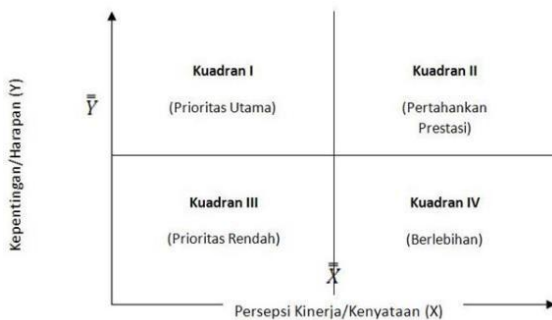 Kepentingan/Harapan (Y)
Kuadran I
(Prioritas Utama)
Kuadran II
(Pertahankan
Prestasi)
Y̿
Kuadran III
(Prioritas Rendah)
Kuadran IV
(Berlebihan)
X̿
Persepsi Kinerja/Kenyataan (X)